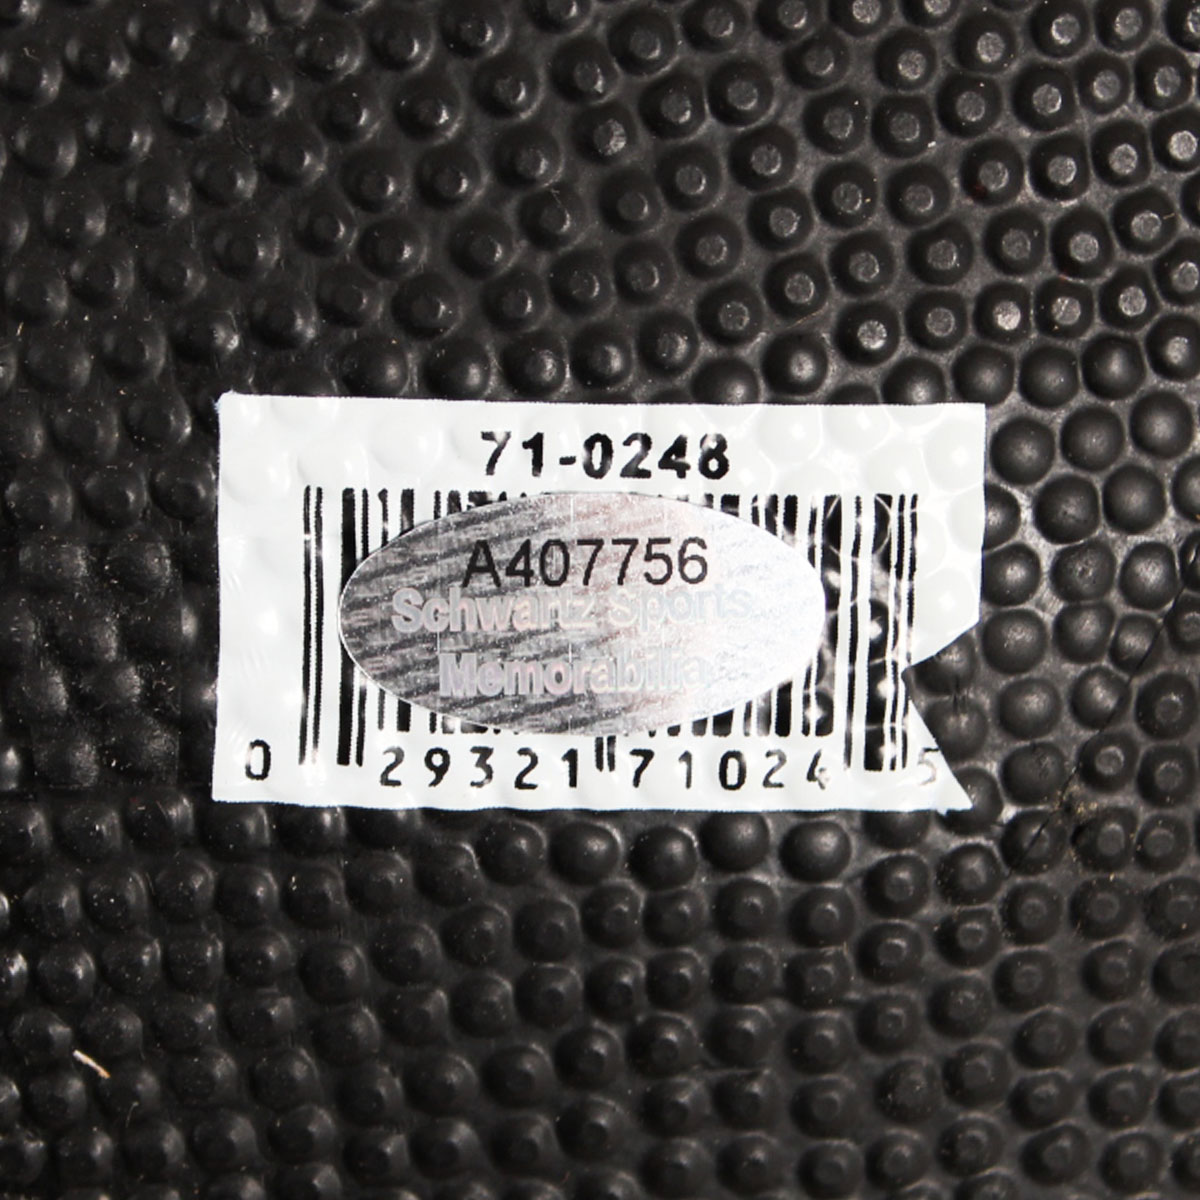 71-0248
A407756
Schwartz Sports
Memorabilia
0 29321 71024 5